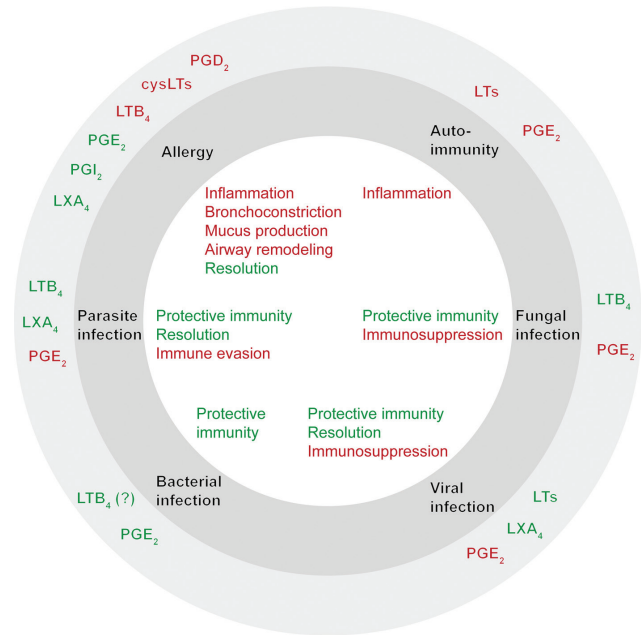 PGD₂
cysLTs
LTB₄
PGE₂
PGI₂
LXA₄
Allergy
LTs
PGE₂
Auto-
immunity
Inflammation
Bronchoconstriction
Mucus production
Airway remodeling
Resolution
Inflammation
LTB₄
LXA₄
PGE₂
Parasite
infection
Protective immunity
Resolution
Immune evasion
Protective immunity
Immunosuppression
Fungal
infection
LTB₄
PGE₂
Protective
immunity
Protective immunity
Resolution
Immunosuppression
Bacterial
infection
LTB₄ (?)
PGE₂
Viral
infection
LTs
LXA₄
PGE₂